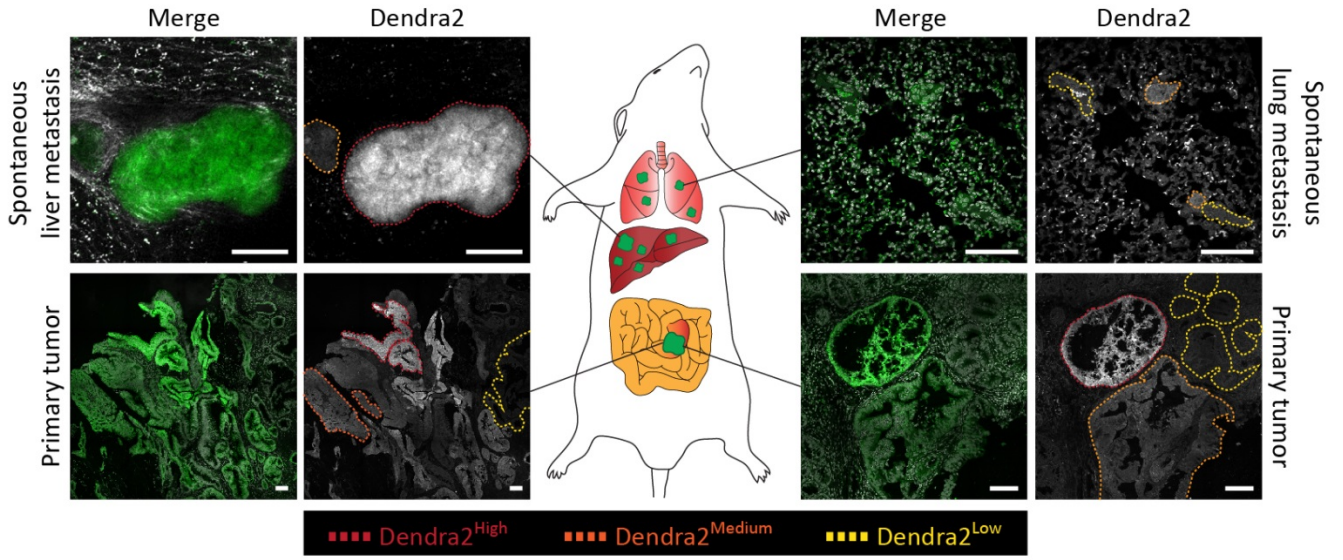 Merge
Dendra2
Merge
Dendra2
Spontaneous
liver metastasis
Spontaneous
lung metastasis
Primary tumor
Primary tumor
Dendra2High
Dendra2Medium
Dendra2Low